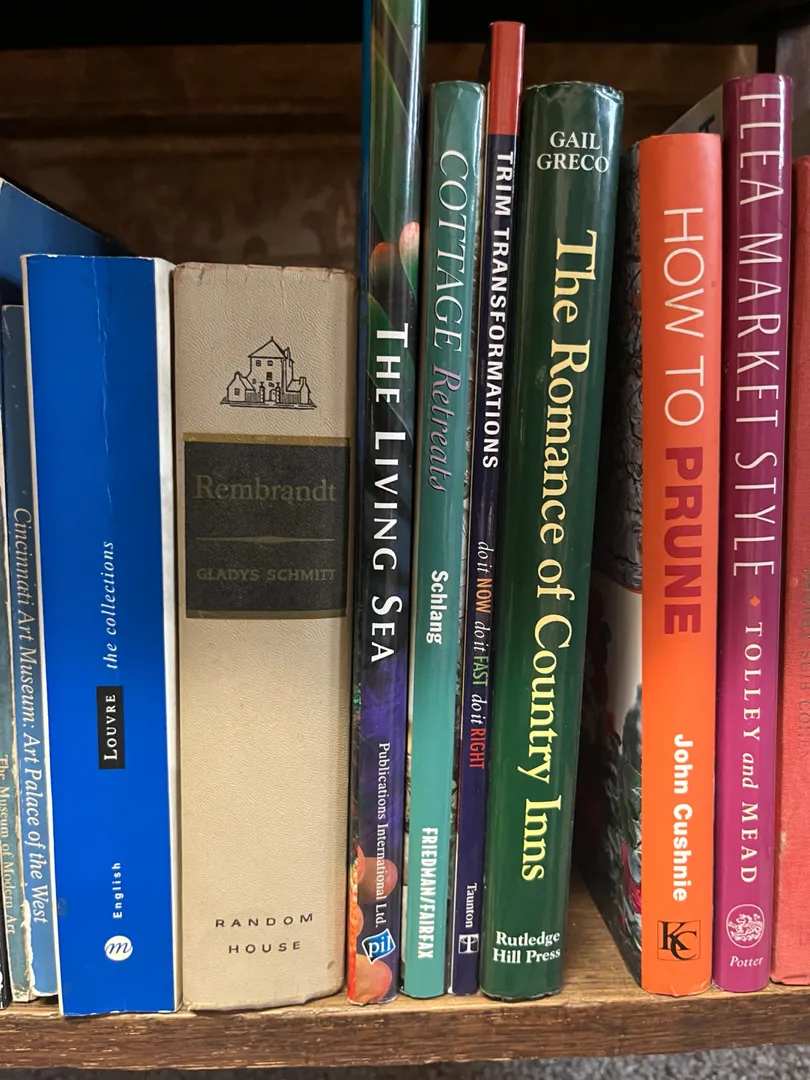 The Museum of Modern Art
Cincinnati Art Museum: Art Palace of the West
LOUVRE the collections
English
m
Rembrandt
GLADYS SCHMITT
RANDOM
HOUSE
THE LIVING SEA
Publications International Ltd.
pil
COTTAGE Retreats
Schlang
FRIEDMAN/FAIRFAX
TRIM TRANSFORMATIONS
do it NOW do it FAST do it RIGHT
Taunton
T
GAIL
GRECO
The Romance of Country Inns
Rutledge
Hill Press
HOW TO PRUNE
John Cushnie
KC
FLEA MARKET STYLE • TOLLEY and MEAD
Potter